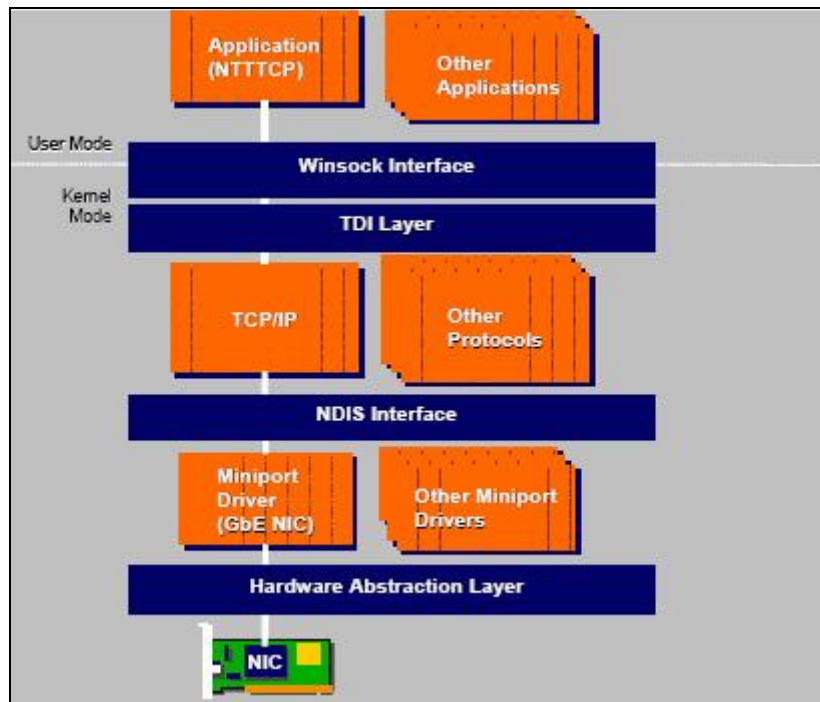 Application
(NTTTCP)
Other
Applications
User Mode
Winsock Interface
Kernel
Mode
TDI Layer
TCP/IP
Other
Protocols
NDIS Interface
Miniport
Driver
(GbE NIC)
Other Miniport
Drivers
Hardware Abstraction Layer
NIC